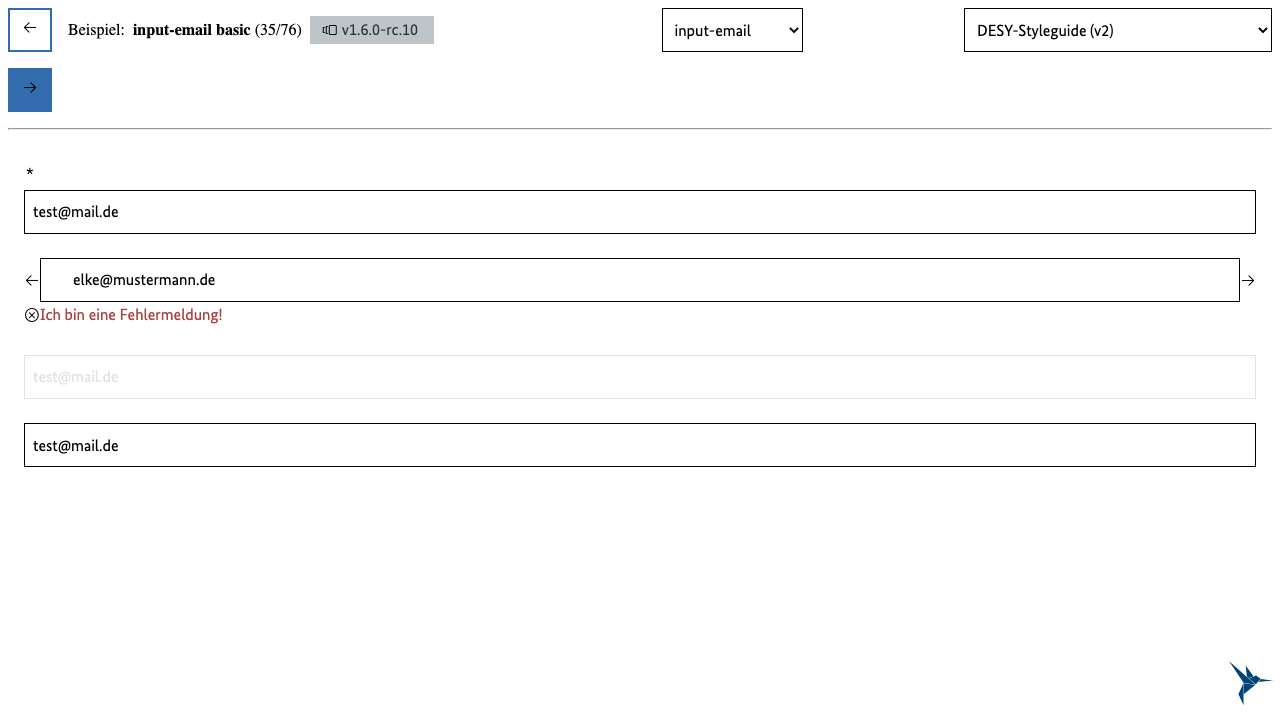 ← Beispiel: input-email basic (35/76) v1.6.0-rc.10 input-email DESY-Styleguide (v2)
→
*
test@mail.de
← elke@mustermann.de →
Ich bin eine Fehlermeldung!
test@mail.de
test@mail.de